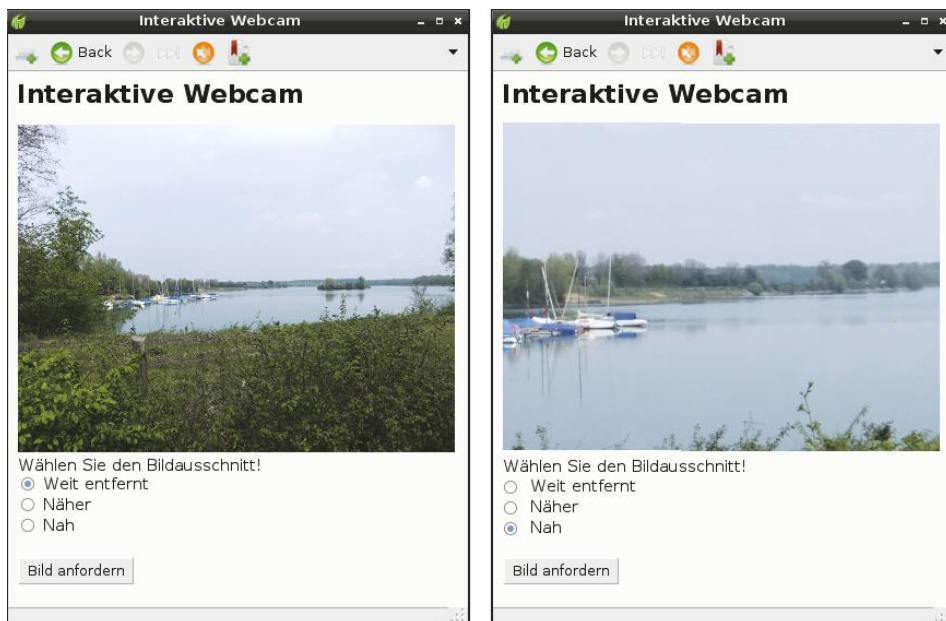 Interaktive Webcam
Back
Interaktive Webcam
Wählen Sie den Bildausschnitt!
Weit entfernt
Näher
Nah
Bild anfordern
Interaktive Webcam
Back
Interaktive Webcam
Wählen Sie den Bildausschnitt!
Weit entfernt
Näher
Nah
Bild anfordern